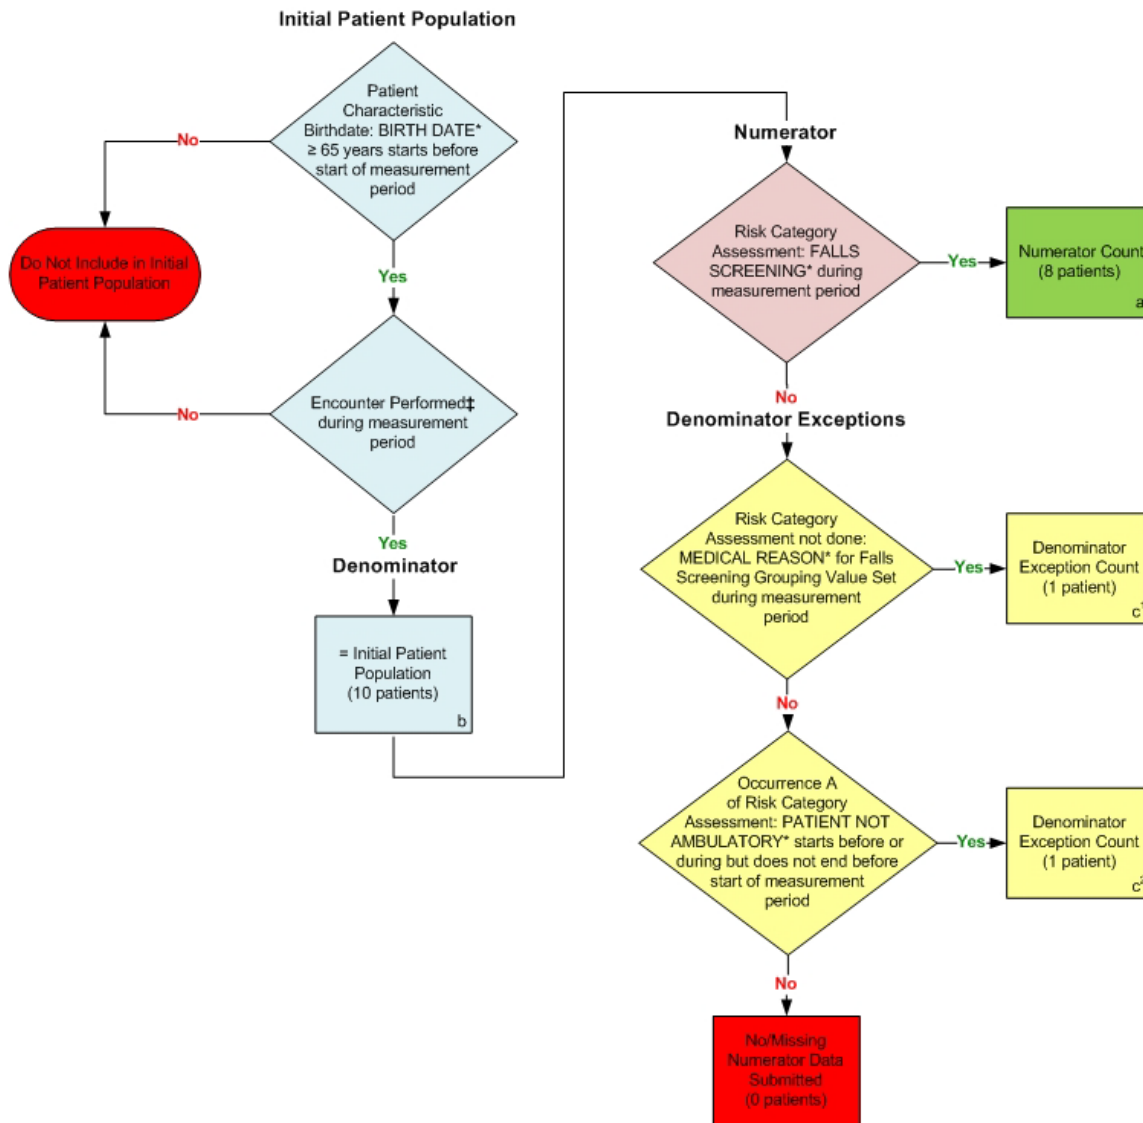 Initial Patient Population
Patient
Characteristic
Birthdate: BIRTH DATE*
≥ 65 years starts before
start of measurement
period
No
Do Not Include in Initial
Patient Population
Yes
Encounter Performed‡
during measurement
period
No
Yes
Denominator
= Initial Patient
Population
(10 patients)
b
Numerator
Risk Category
Assessment: FALLS
SCREENING* during
measurement period
Yes
Numerator Count
(8 patients)
a
No
Denominator Exceptions
Risk Category
Assessment not done:
MEDICAL REASON* for Falls
Screening Grouping Value Set
during measurement
period
Yes
Denominator
Exception Count
(1 patient)
c¹
No
Occurrence A
of Risk Category
Assessment: PATIENT NOT
AMBULATORY* starts before or
during but does not end before
start of measurement
period
Yes
Denominator
Exception Count
(1 patient)
c²
No
No/Missing
Numerator Data
Submitted
(0 patients)